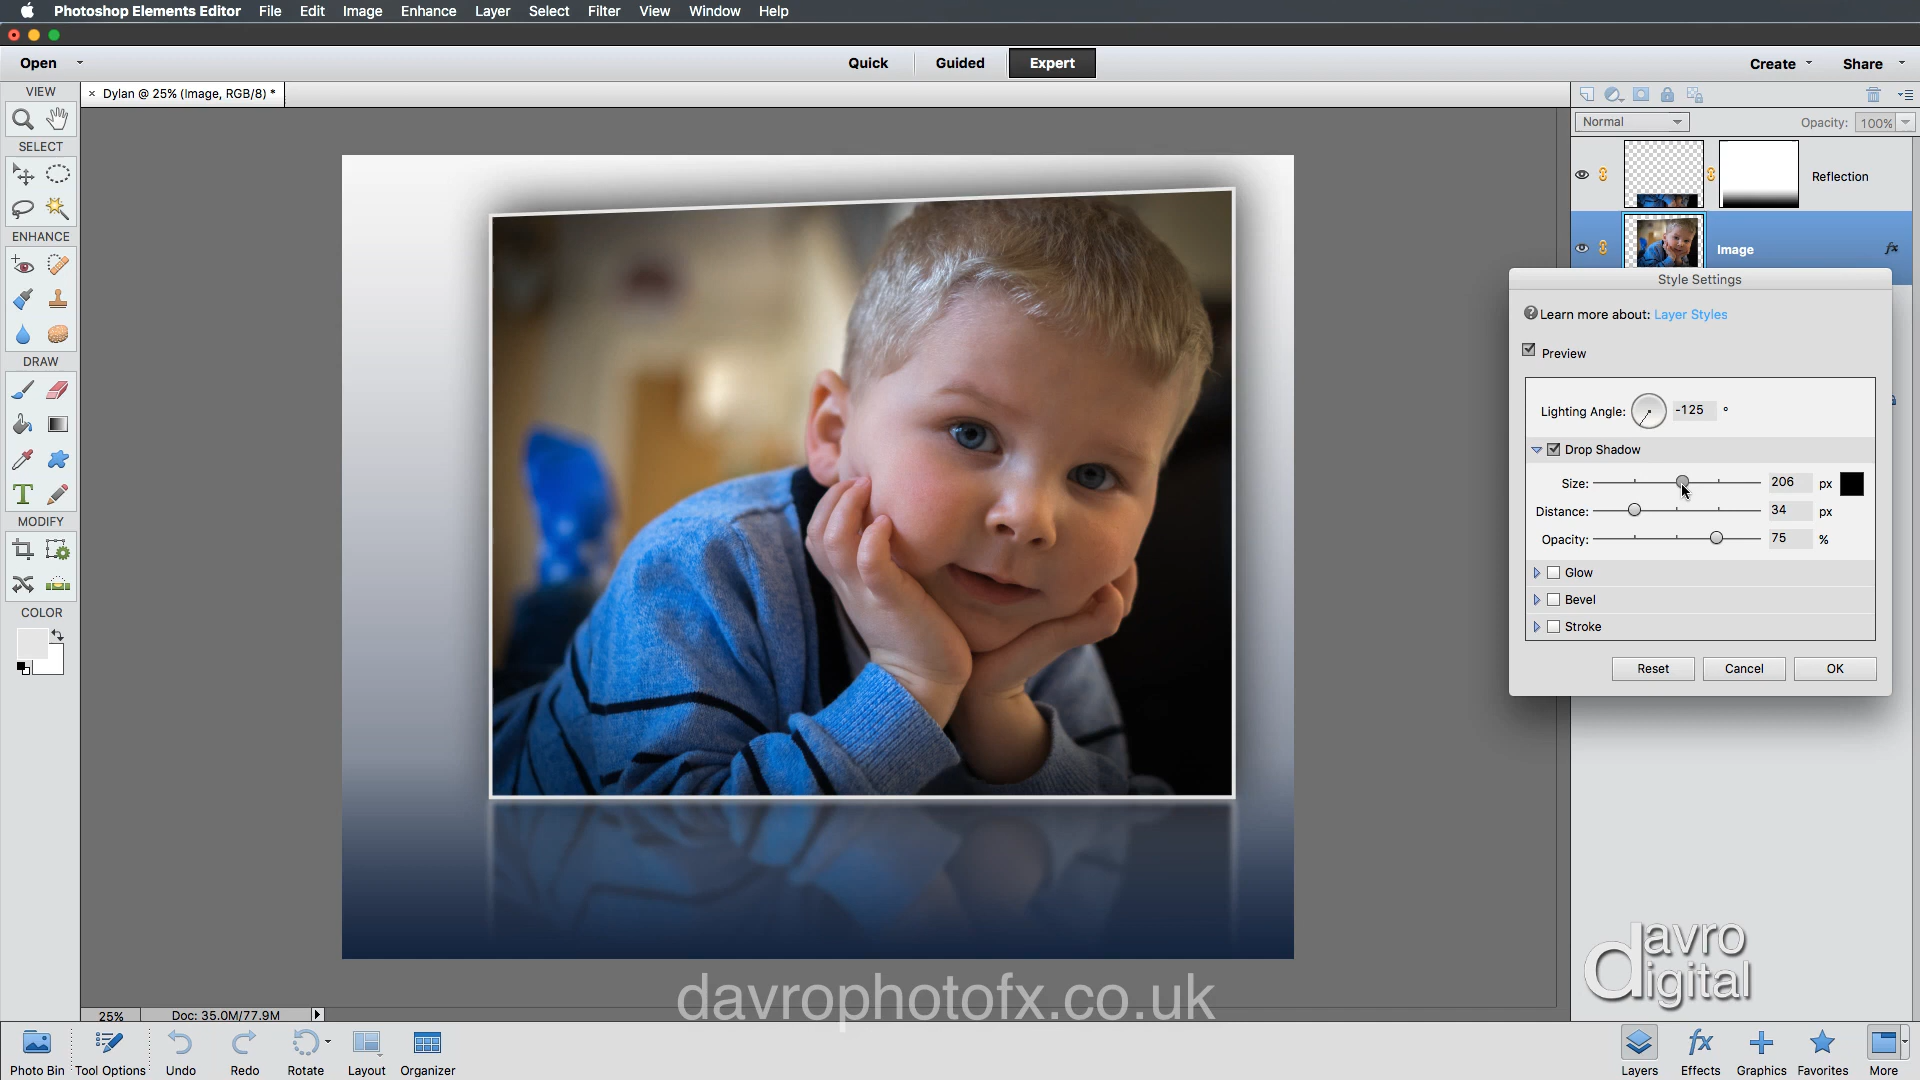 Photoshop Elements Editor File Edit Image Enhance Layer Select Filter View Window Help
Open Quick Guided Expert Create Share
VIEW
× Dylan @ 25% (Image, RGB/8) *
Normal Opacity: 100%
SELECT
Reflection
ENHANCE
Image fx
Style Settings
? Learn more about: Layer Styles
Preview
DRAW
Lighting Angle: -125 °
Drop Shadow
Size: 206 px
Distance: 34 px
T
MODIFY
Opacity: 75 %
Glow
Bevel
COLOR
Stroke
Reset Cancel OK
davro
digital
davrophotofx.co.uk
25% Doc: 35.0M/77.9M
fx
Photo Bin Tool Options Undo Redo Rotate Layout Organizer Layers Effects Graphics Favorites More